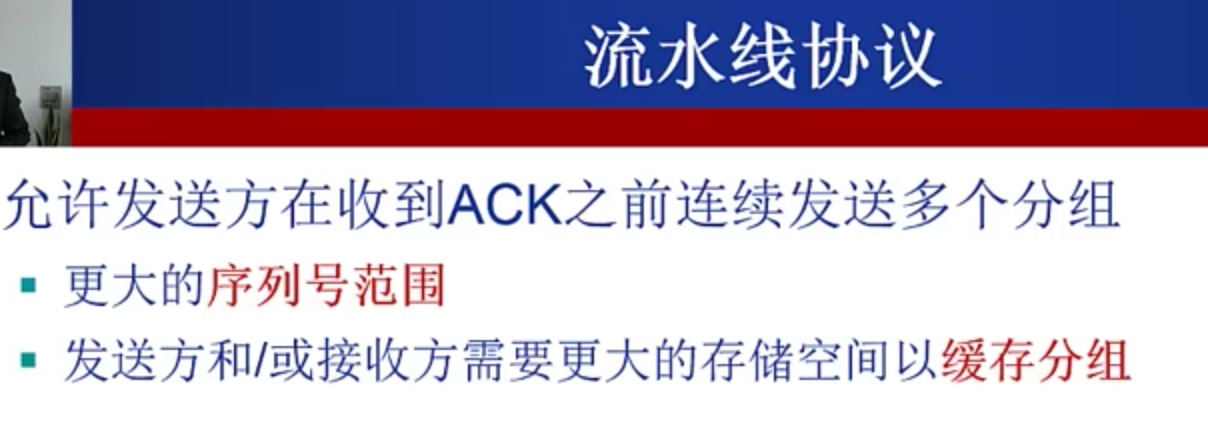 流水线协议
允许发送方在收到ACK之前连续发送多个分组
更大的序列号范围
发送方和/或接收方需要更大的存储空间以缓存分组